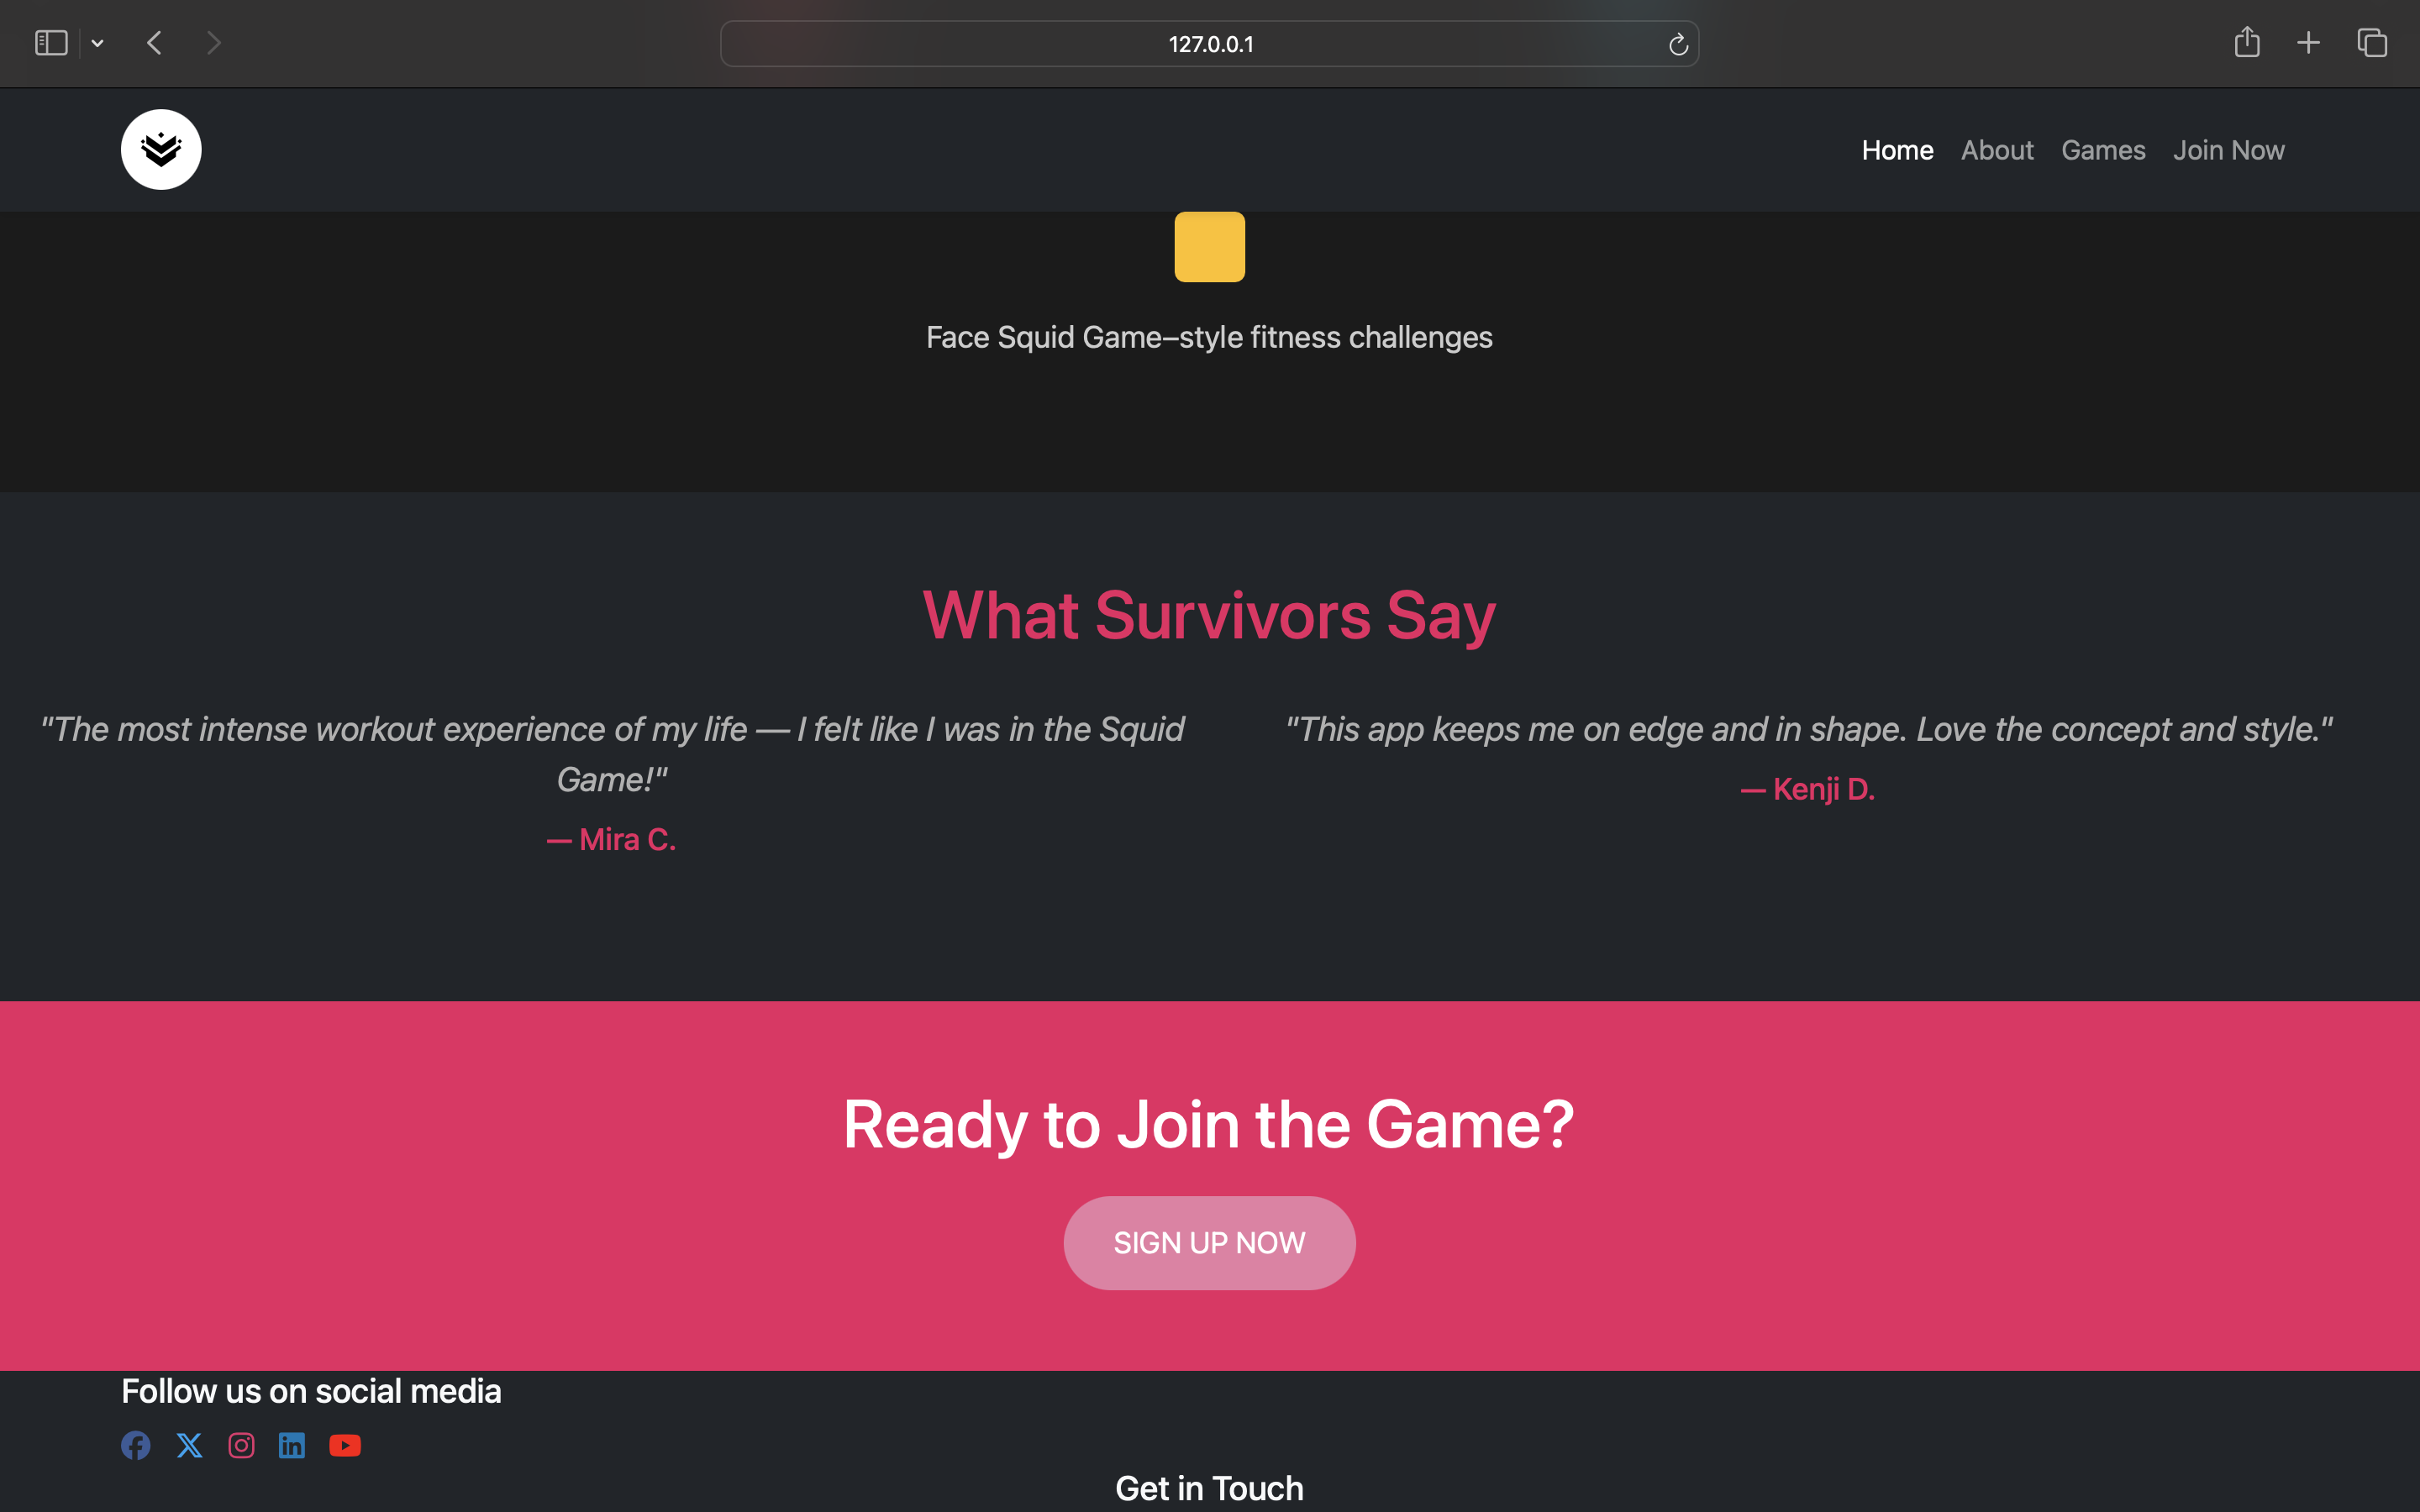 127.0.0.1
Home About Games Join Now
Face Squid Game–style fitness challenges
What Survivors Say
"The most intense workout experience of my life — I felt like I was in the Squid
Game!"
— Mira C.
"This app keeps me on edge and in shape. Love the concept and style."
— Kenji D.
Ready to Join the Game?
SIGN UP NOW
Follow us on social media
Get in Touch